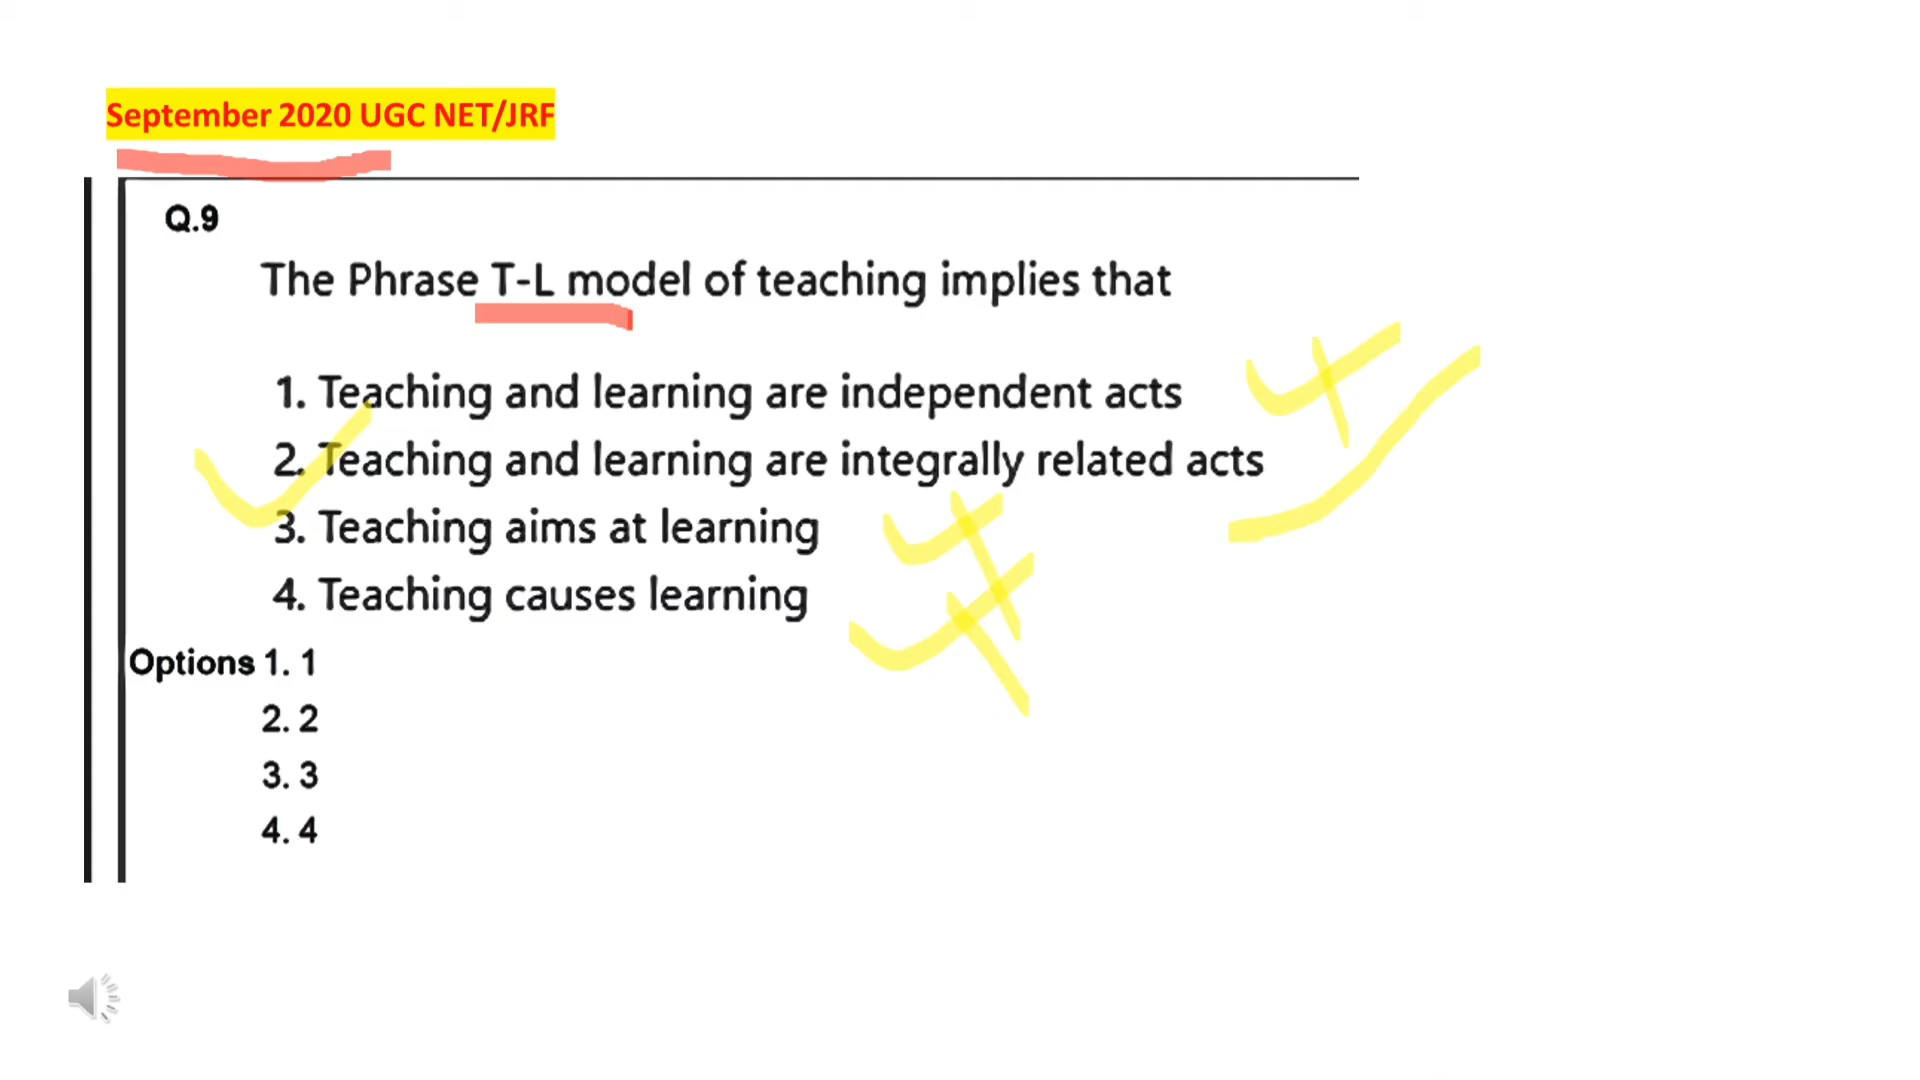 September 2020 UGC NET/JRF
Q.9
The Phrase T-L model of teaching implies that
1. Teaching and learning are independent acts
2. Teaching and learning are integrally related acts
3. Teaching aims at learning
4. Teaching causes learning
Options 1. 1
2. 2
3. 3
4. 4